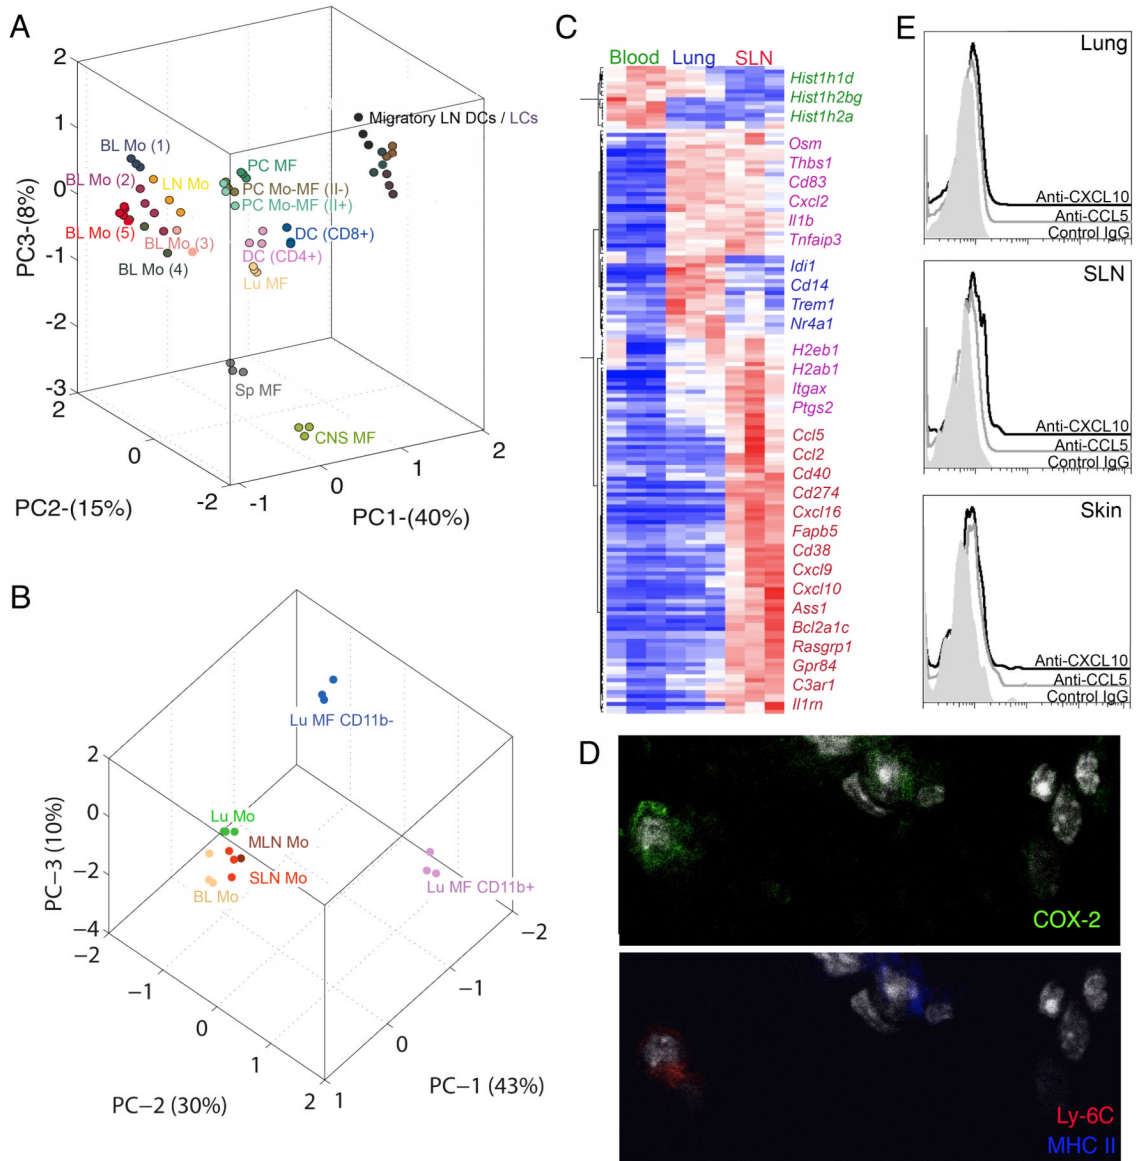 A
2
1
0
-1
-2
-3
PC3-(8%)
2
0
-2
PC2-(15%)
-1
0
1
2
PC1-(40%)
Migratory LN DCs / LCs
BL Mo (1)
PC MF
BL Mo (2)
LN Mo
PC Mo-MF (II-)
PC Mo-MF (II+)
BL Mo (5)
BL Mo (3)
DC (CD8+)
DC (CD4+)
BL Mo (4)
Lu MF
Sp MF
CNS MF
B
2
0
−2
−4
PC−3 (10%)
−2
−1
0
1
2
PC−2 (30%)
1
0
−1
−2
PC−1 (43%)
Lu MF CD11b-
Lu Mo
MLN Mo
SLN Mo
BL Mo
Lu MF CD11b+
C
Blood Lung SLN
Hist1h1d
Hist1h2bg
Hist1h2a
Osm
Thbs1
Cd83
Cxcl2
Il1b
Tnfaip3
Idi1
Cd14
Trem1
Nr4a1
H2eb1
H2ab1
Itgax
Ptgs2
Ccl5
Ccl2
Cd40
Cd274
Cxcl16
Fapb5
Cd38
Cxcl9
Cxcl10
Ass1
Bcl2a1c
Rasgrp1
Gpr84
C3ar1
Il1rn
D
COX-2
Ly-6C
MHC II
E
Lung
Anti-CXCL10
Anti-CCL5
Control IgG
SLN
Anti-CXCL10
Anti-CCL5
Control IgG
Skin
Anti-CXCL10
Anti-CCL5
Control IgG